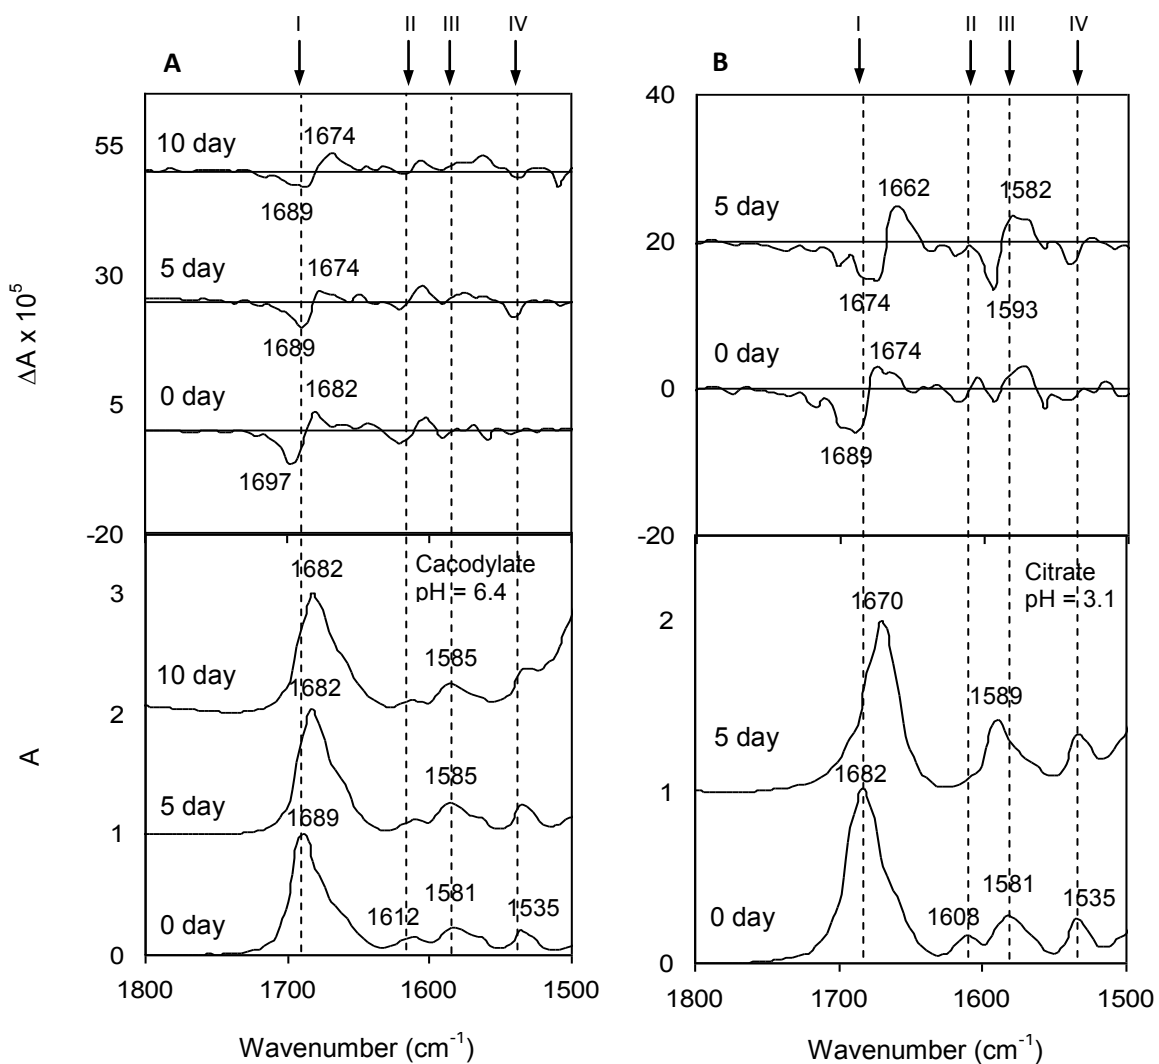 I II III IV
A
55
10 day
1674
1689
ΔA x 10⁵
30
5 day
1674
1689
5
0 day
1682
1697
-20
1682
Cacodylate
pH = 6.4
3
10 day
1585
1682
2
A
5 day
1585
1689
1
0 day
1612
1581
1535
0
1800 1700 1600 1500
Wavenumber (cm⁻¹)
I II III IV
B
40
5 day
1662
1582
20
1674
1593
0 day
1674
0
1689
-20
Citrate
pH = 3.1
1670
2
5 day
1589
1682
1
0 day
1608
1581
1535
0
1800 1700 1600 1500
Wavenumber (cm⁻¹)